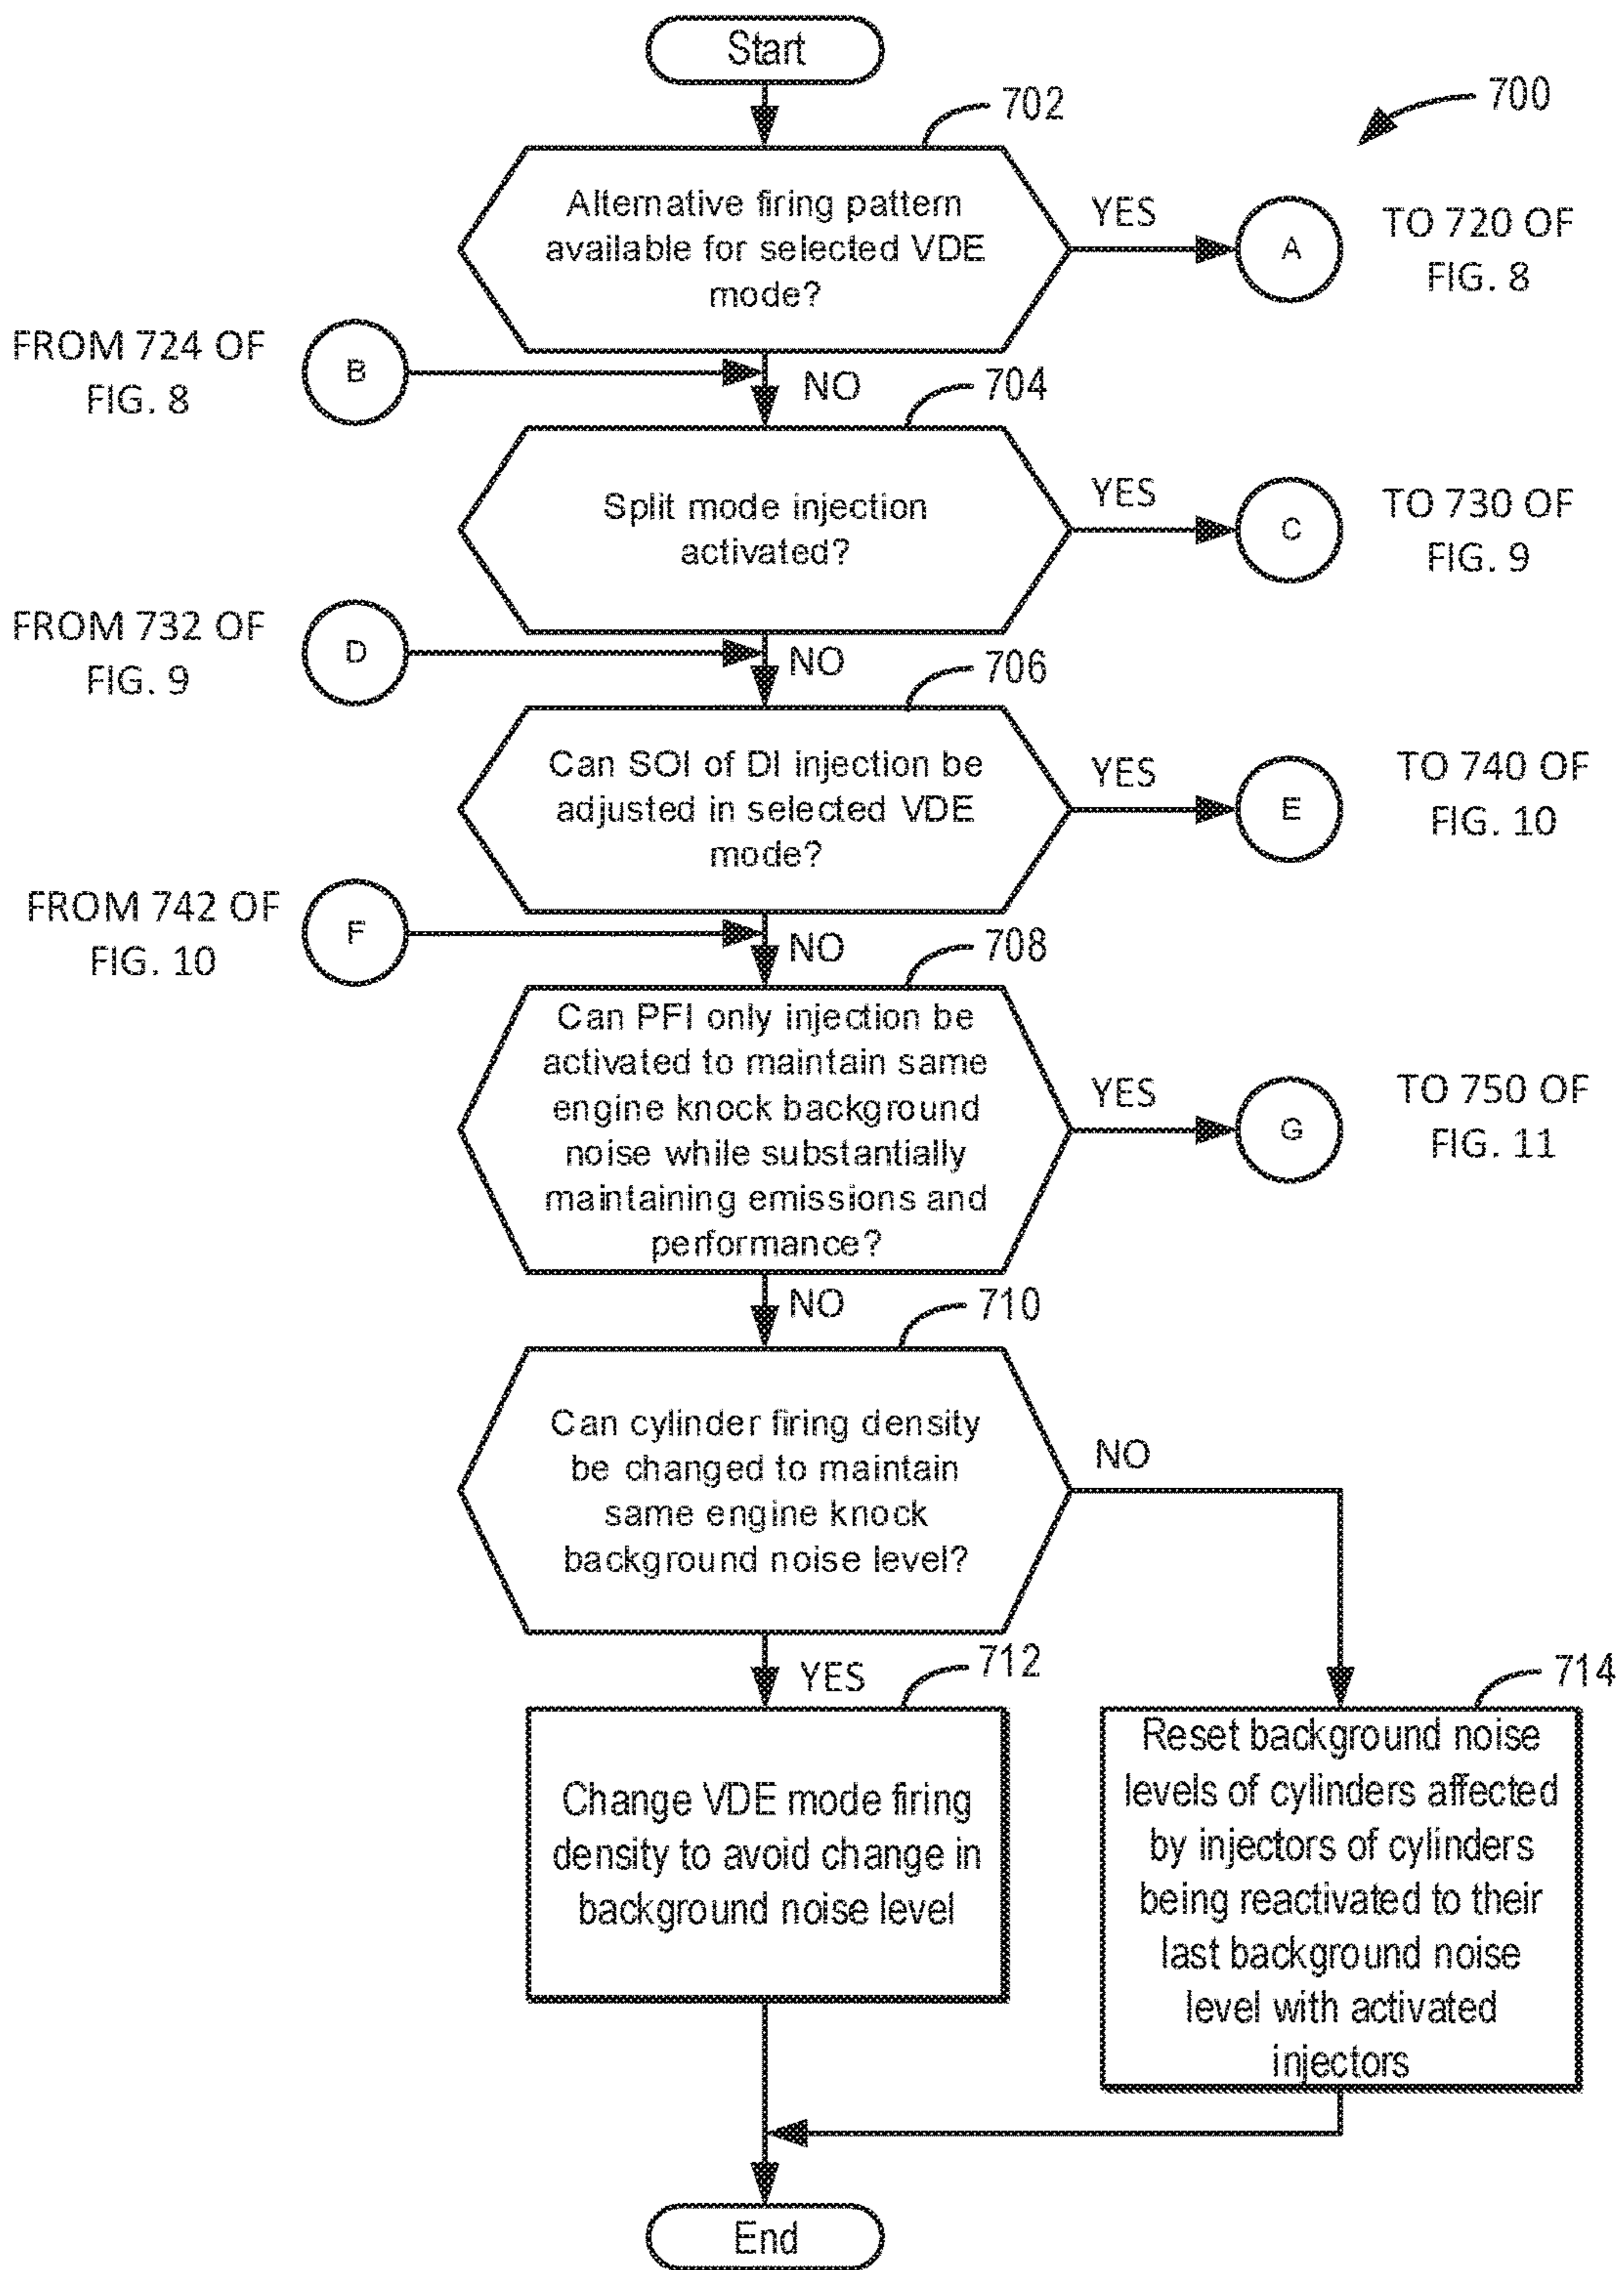 Start
702
700
Alternative firing pattern
available for selected VDE
mode?
YES
A
TO 720 OF
FIG. 8
FROM 724 OF
FIG. 8
B
NO
704
Split mode injection
activated?
YES
C
TO 730 OF
FIG. 9
FROM 732 OF
FIG. 9
D
NO
706
Can SOI of DI injection be
adjusted in selected VDE
mode?
YES
E
TO 740 OF
FIG. 10
FROM 742 OF
FIG. 10
F
NO
708
Can PFI only injection be
activated to maintain same
engine knock background
noise while substantially
maintaining emissions and
performance?
YES
G
TO 750 OF
FIG. 11
NO
710
Can cylinder firing density
be changed to maintain
same engine knock
background noise level?
NO
YES
712
714
Change VDE mode firing
density to avoid change in
background noise level
Reset background noise
levels of cylinders affected
by injectors of cylinders
being reactivated to their
last background noise
level with activated
injectors
End